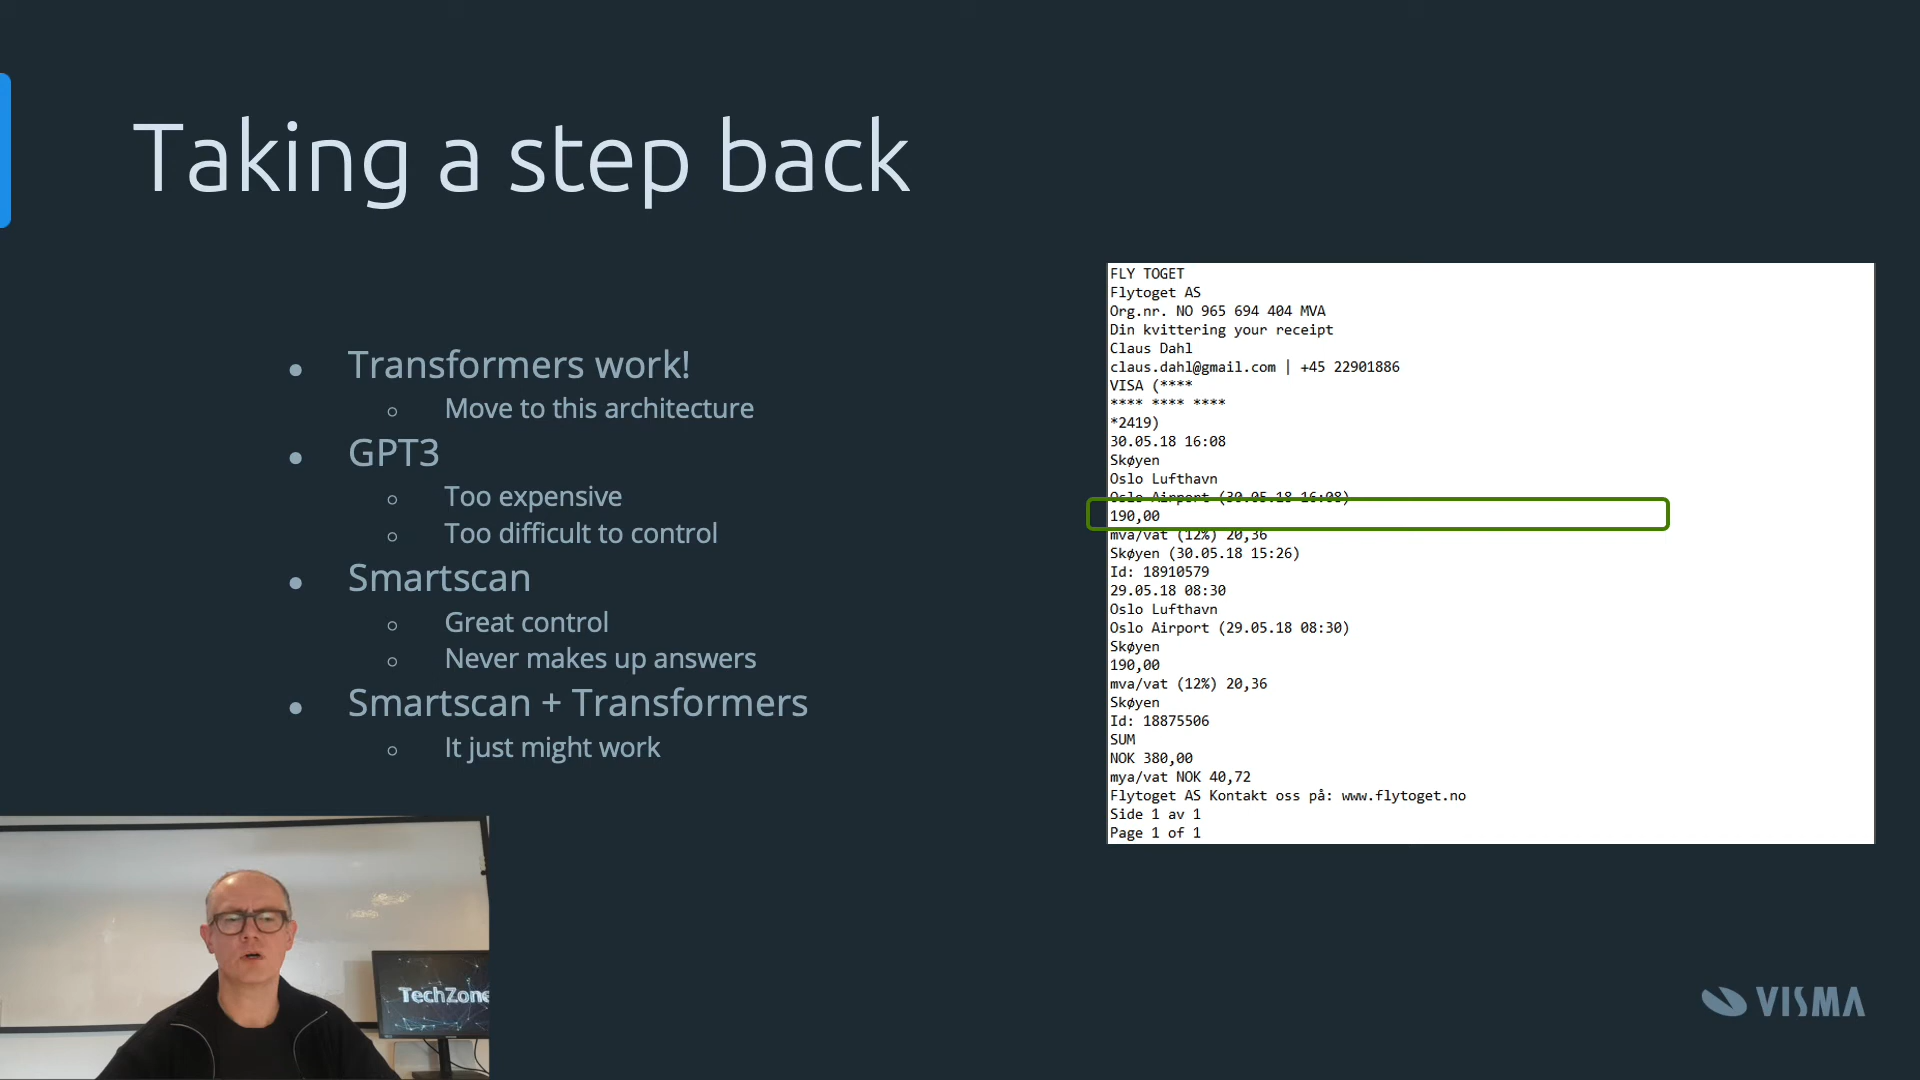 Taking a step back
Transformers work!
Move to this architecture
GPT3
Too expensive
Too difficult to control
Smartscan
Great control
Never makes up answers
Smartscan + Transformers
It just might work
FLY TOGET
Flytoget AS
Org.nr. NO 965 694 404 MVA
Din kvittering your receipt
Claus Dahl
claus.dahl@gmail.com | +45 22901886
VISA (****
**** **** ****
*2419)
30.05.18 16:08
Skøyen
Oslo Lufthavn
Oslo Airport (30.05.18 16:08)
190,00
mva/vat (12%) 20,36
Skøyen (30.05.18 15:26)
Id: 18910579
29.05.18 08:30
Oslo Lufthavn
Oslo Airport (29.05.18 08:30)
Skøyen
190,00
mva/vat (12%) 20,36
Skøyen
Id: 18875506
SUM
NOK 380,00
mya/vat NOK 40,72
Flytoget AS Kontakt oss på: www.flytoget.no
Side 1 av 1
Page 1 of 1
TechZone
VISMA